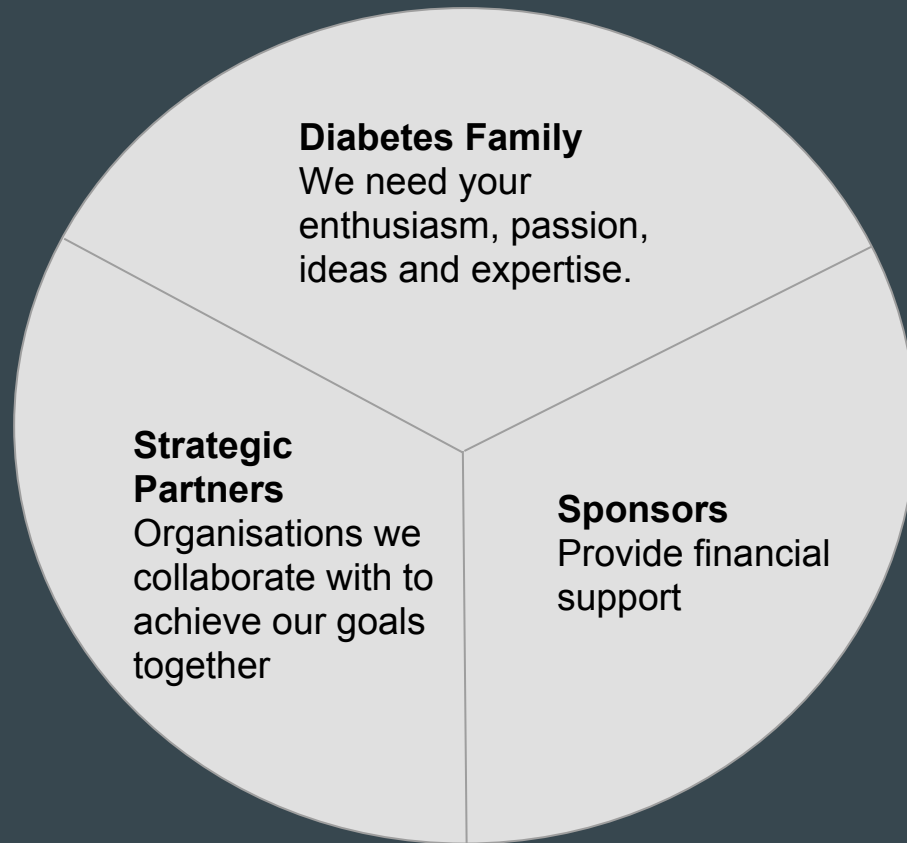 Diabetes Family
We need your
enthusiasm, passion,
ideas and expertise.
Strategic
Partners
Organisations we
collaborate with to
achieve our goals
together
Sponsors
Provide financial
support